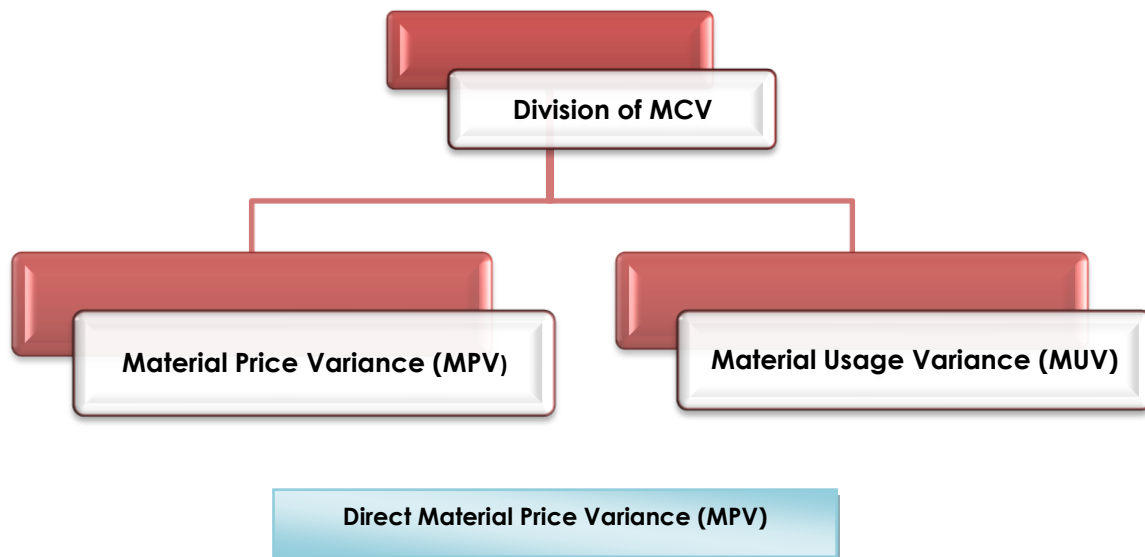 Division of MCV
Material Price Variance (MPV)
Material Usage Variance (MUV)
Direct Material Price Variance (MPV)